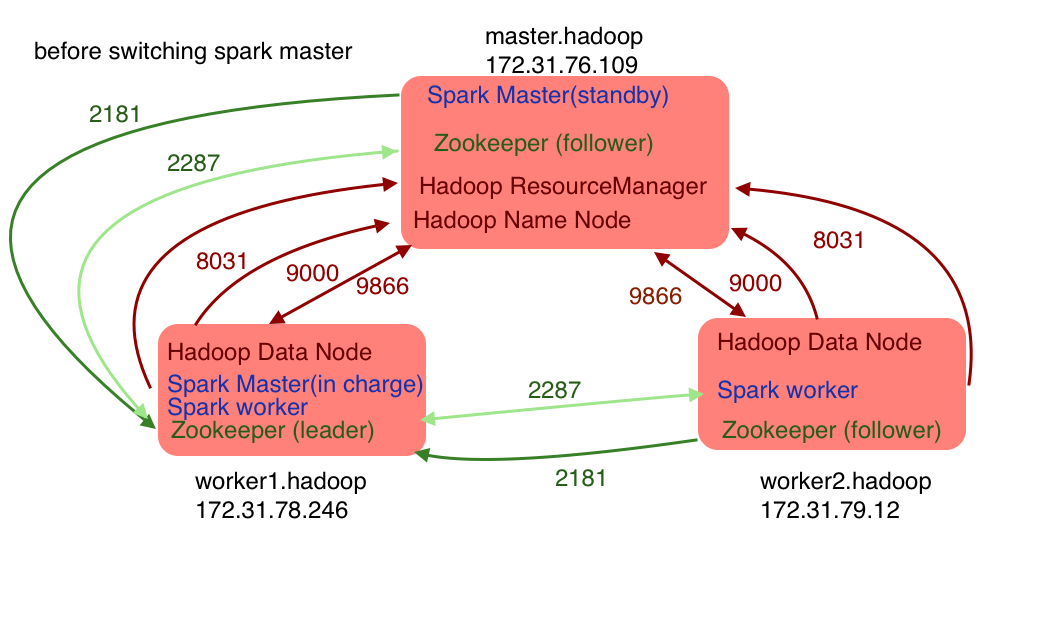 before switching spark master
master.hadoop
172.31.76.109
Spark Master(standby)
Zookeeper (follower)
Hadoop ResourceManager
Hadoop Name Node
2181
2287
8031
9000
9866
9866
9000
8031
Hadoop Data Node
Spark Master(in charge)
Spark worker
Zookeeper (leader)
worker1.hadoop
172.31.78.246
2287
2181
Hadoop Data Node
Spark worker
Zookeeper (follower)
worker2.hadoop
172.31.79.12